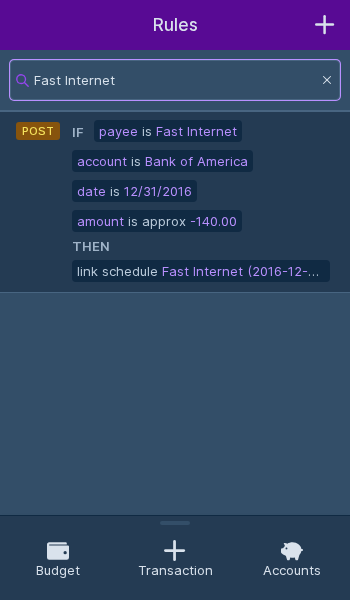 Rules
Fast Internet
POST IF payee is Fast Internet
account is Bank of America
date is 12/31/2016
amount is approx -140.00
THEN
link schedule Fast Internet (2016-12-...
Budget Transaction Accounts